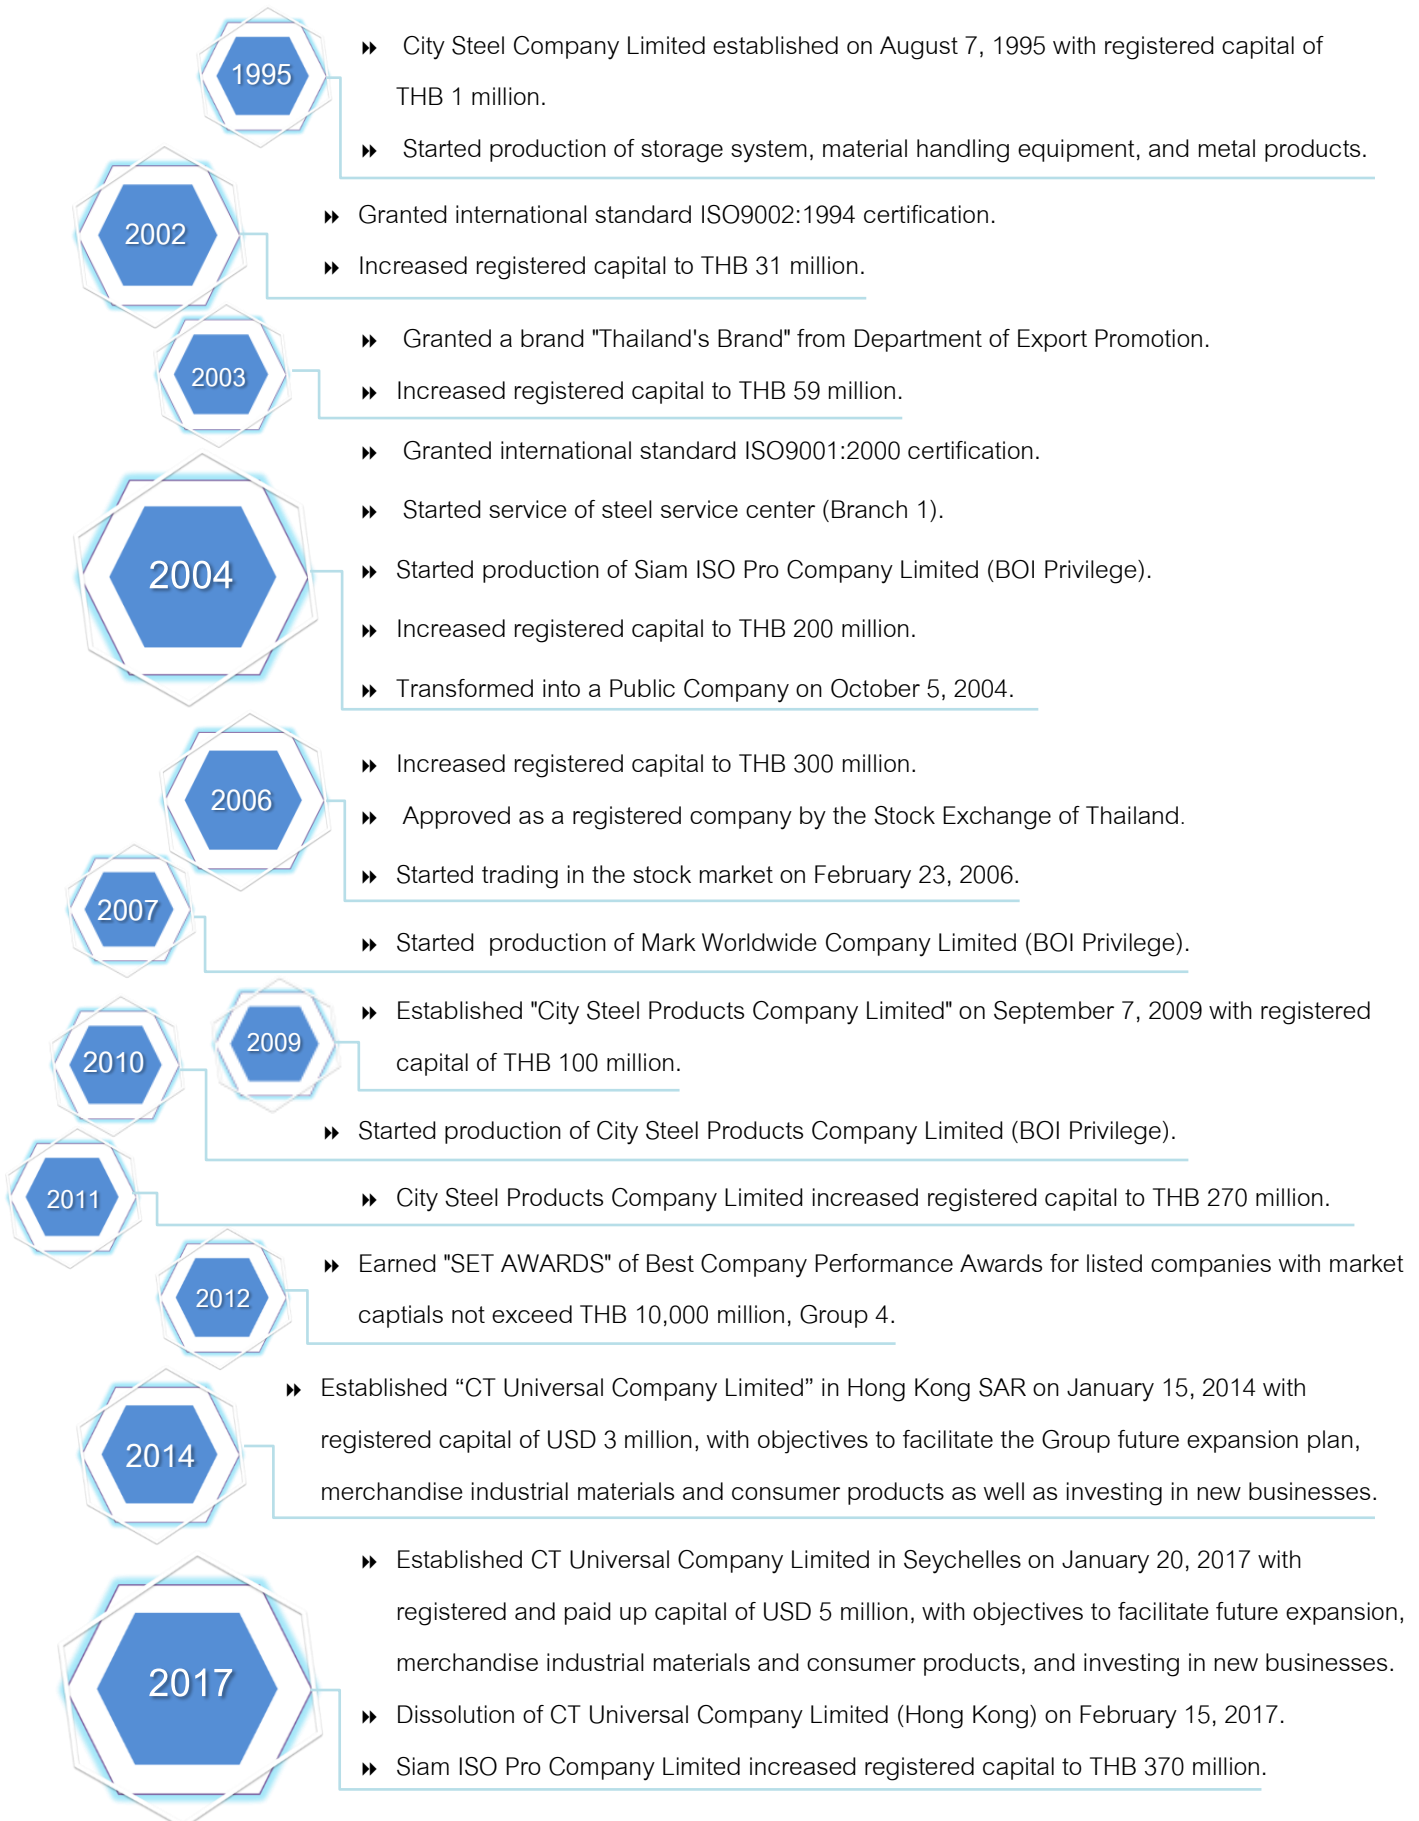 1995
» City Steel Company Limited established on August 7, 1995 with registered capital of
THB 1 million.
» Started production of storage system, material handling equipment, and metal products.
2002
» Granted international standard ISO9002:1994 certification.
» Increased registered capital to THB 31 million.
2003
» Granted a brand "Thailand's Brand" from Department of Export Promotion.
» Increased registered capital to THB 59 million.
2004
» Granted international standard ISO9001:2000 certification.
» Started service of steel service center (Branch 1).
» Started production of Siam ISO Pro Company Limited (BOI Privilege).
» Increased registered capital to THB 200 million.
» Transformed into a Public Company on October 5, 2004.
2006
» Increased registered capital to THB 300 million.
» Approved as a registered company by the Stock Exchange of Thailand.
» Started trading in the stock market on February 23, 2006.
2007
» Started production of Mark Worldwide Company Limited (BOI Privilege).
2009
» Established "City Steel Products Company Limited" on September 7, 2009 with registered
capital of THB 100 million.
2010
» Started production of City Steel Products Company Limited (BOI Privilege).
2011
» City Steel Products Company Limited increased registered capital to THB 270 million.
2012
» Earned "SET AWARDS" of Best Company Performance Awards for listed companies with market
captials not exceed THB 10,000 million, Group 4.
2014
» Established “CT Universal Company Limited” in Hong Kong SAR on January 15, 2014 with
registered capital of USD 3 million, with objectives to facilitate the Group future expansion plan,
merchandise industrial materials and consumer products as well as investing in new businesses.
2017
» Established CT Universal Company Limited in Seychelles on January 20, 2017 with
registered and paid up capital of USD 5 million, with objectives to facilitate future expansion,
merchandise industrial materials and consumer products, and investing in new businesses.
» Dissolution of CT Universal Company Limited (Hong Kong) on February 15, 2017.
» Siam ISO Pro Company Limited increased registered capital to THB 370 million.